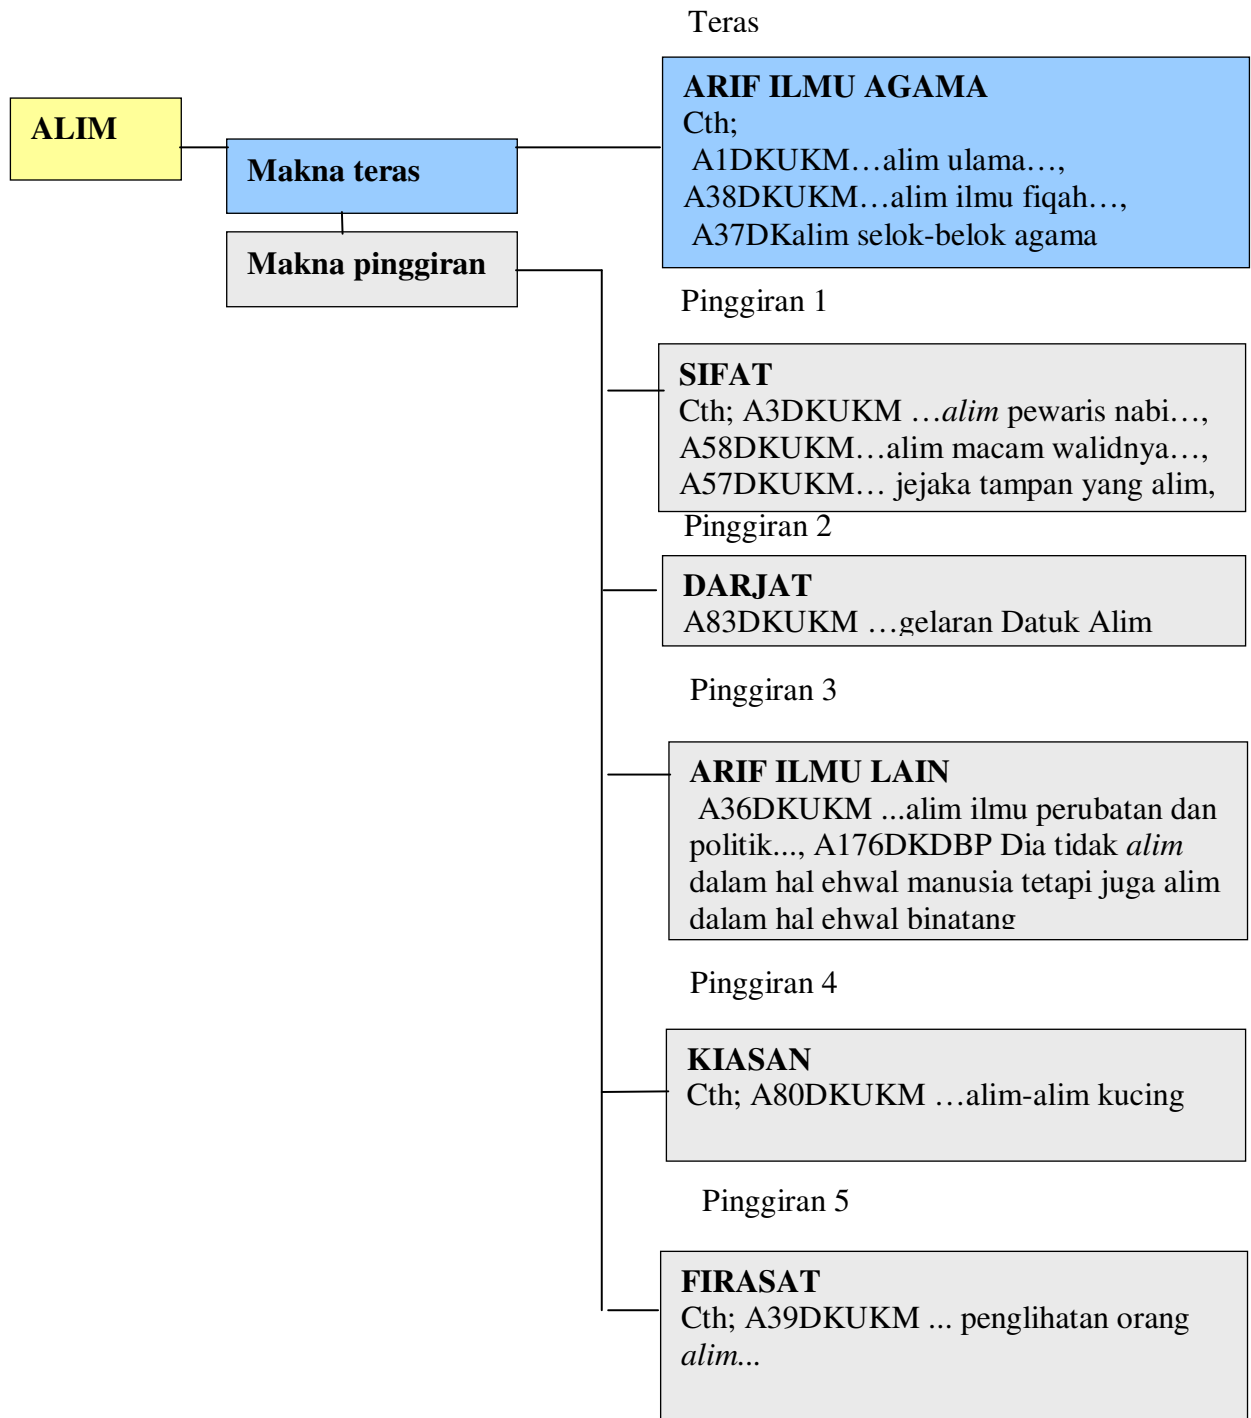 Teras
ALIM
Makna teras
Makna pinggiran
ARIF ILMU AGAMA
Cth;
A1DKUKM…alim ulama…,
A38DKUKM…alim ilmu fiqah…,
A37DKalim selok-belok agama
Pinggiran 1
SIFAT
Cth; A3DKUKM …alim pewaris nabi…,
A58DKUKM…alim macam walidnya…,
A57DKUKM… jejaka tampan yang alim,
Pinggiran 2
DARJAT
A83DKUKM …gelaran Datuk Alim
Pinggiran 3
ARIF ILMU LAIN
A36DKUKM ...alim ilmu perubatan dan
politik..., A176DKDBP Dia tidak alim
dalam hal ehwal manusia tetapi juga alim
dalam hal ehwal binatang
Pinggiran 4
KIASAN
Cth; A80DKUKM …alim-alim kucing
Pinggiran 5
FIRASAT
Cth; A39DKUKM ... penglihatan orang
alim...